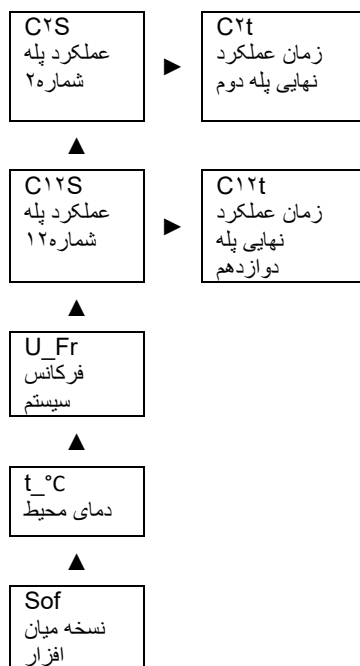 C۲S
عملکرد پله
شماره۲
►
C۲t
زمان عملکرد
نهایی پله دوم
▲
C۱۲S
عملکرد پله
شماره۱۲
►
C۱۲t
زمان عملکرد
نهایی پله
دوازدهم
▲
U_Fr
فرکانس
سیستم
▲
t_°C
دمای محیط
▲
Sof
نسخه میان
افزار